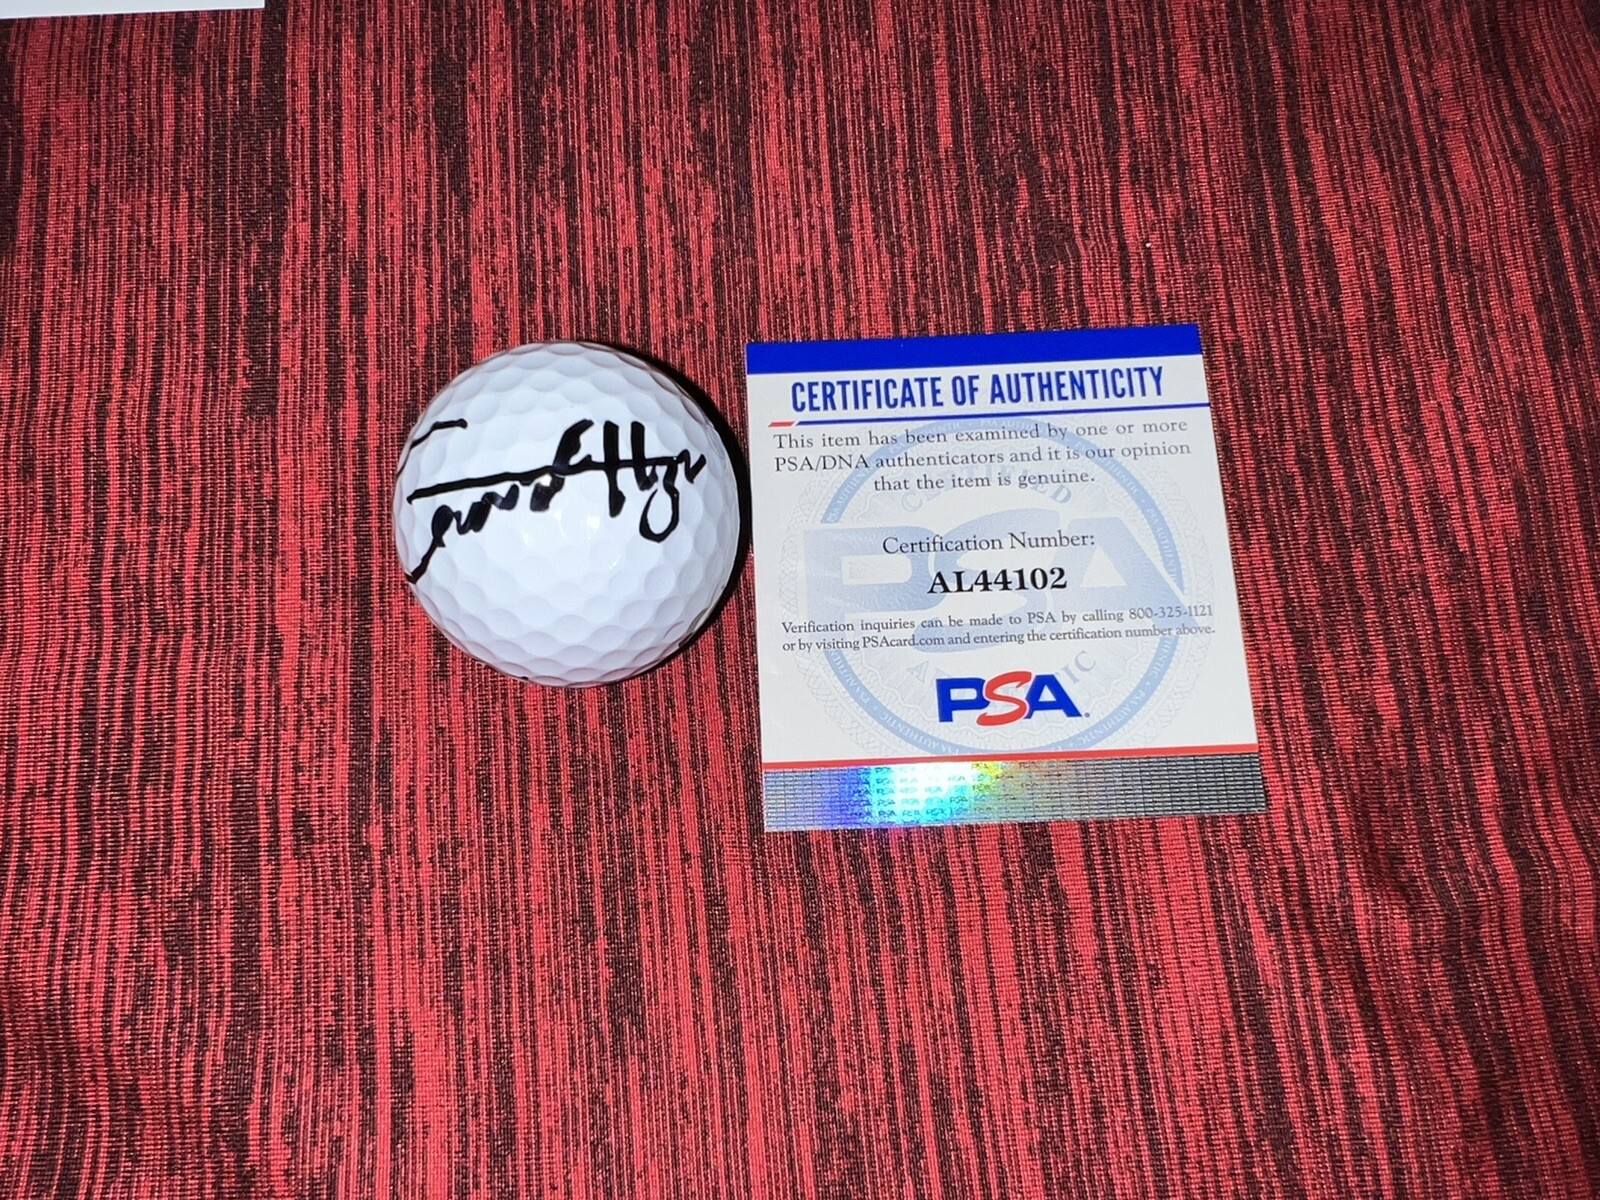 CERTIFICATE OF AUTHENTICITY
This item has been examined by one or more
PSA/DNA authenticators and it is our opinion
that the item is genuine.
Certification Number:
AL44102
Verification inquiries can be made to PSA by calling 800-325-1121
or by visiting PSAcard.com and entering the certification number above.
PSA